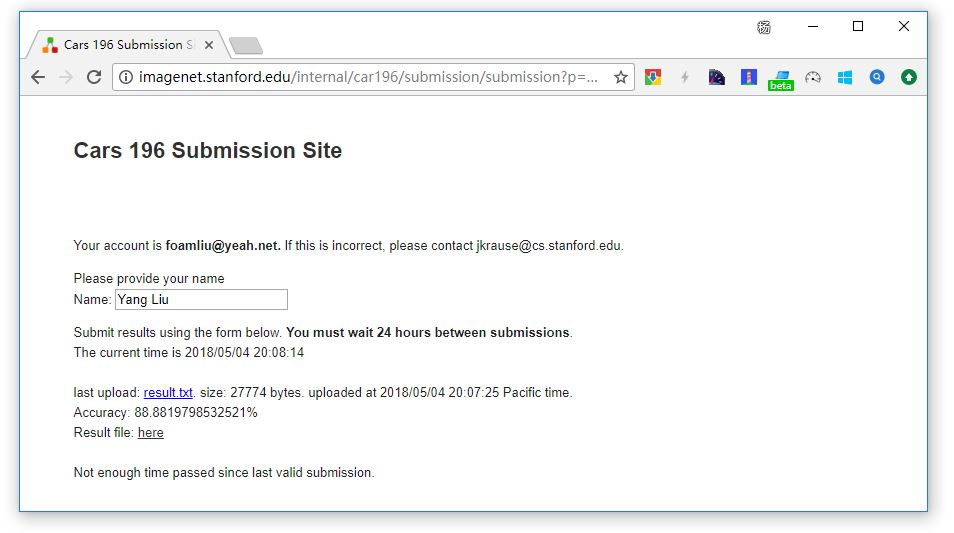 杨
Cars 196 Submission S
imagenet.stanford.edu/internal/car196/submission/submission?p=...
beta
Cars 196 Submission Site
Your account is foamliu@yeah.net. If this is incorrect, please contact jkrause@cs.stanford.edu.
Please provide your name
Name: Yang Liu
Submit results using the form below. You must wait 24 hours between submissions.
The current time is 2018/05/04 20:08:14
last upload: result.txt. size: 27774 bytes. uploaded at 2018/05/04 20:07:25 Pacific time.
Accuracy: 88.8819798532521%
Result file: here
Not enough time passed since last valid submission.